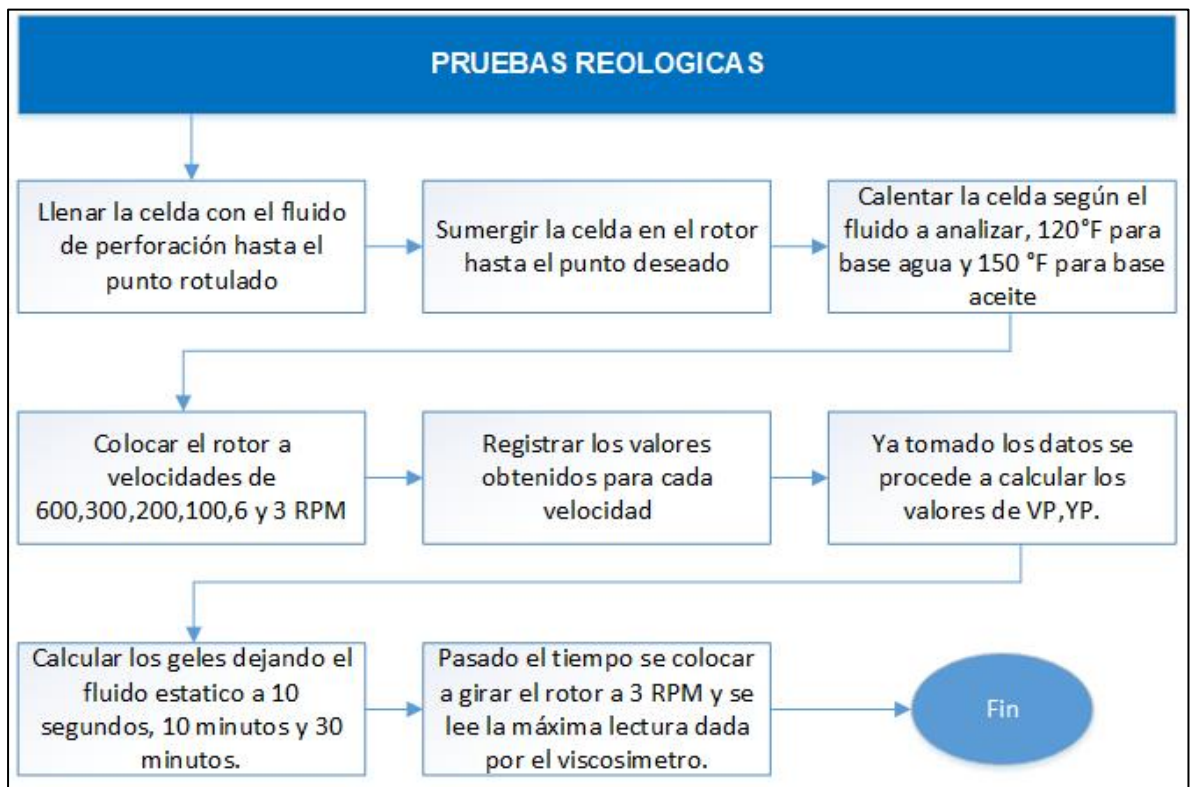 PRUEBAS REOLOGICAS
Llenar la celda con el fluido
de perforación hasta el
punto rotulado
Sumergir la celda en el rotor
hasta el punto deseado
Calentar la celda según el
fluido a analizar, 120°F para
base agua y 150 °F para base
aceite
Colocar el rotor a
velocidades de
600,300,200,100,6 y 3 RPM
Registrar los valores
obtenidos para cada
velocidad
Ya tomado los datos se
procede a calcular los
valores de VP,YP.
Calcular los geles dejando el
fluido estatico a 10
segundos, 10 minutos y 30
minutos.
Pasado el tiempo se colocar
a girar el rotor a 3 RPM y se
lee la máxima lectura dada
por el viscosimetro.
Fin